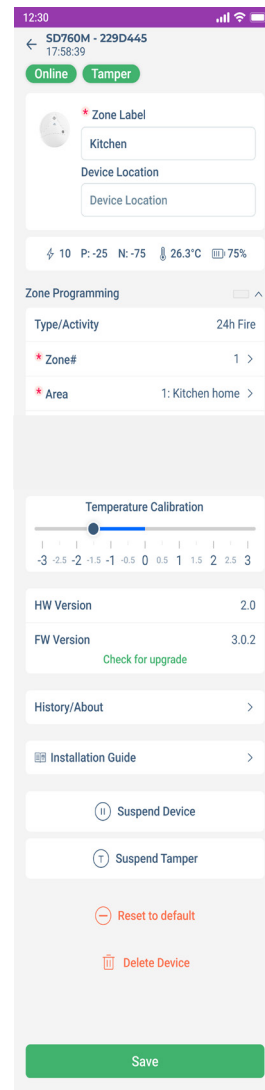 12:30
SD760M - 229D445
17:58:39
Online Tamper
* Zone Label
Kitchen
Device Location
Device Location
10 P: -25 N: -75 26.3°C 75%
Zone Programming
Type/Activity 24h Fire
* Zone# 1 >
* Area 1: Kitchen home >
Temperature Calibration
-3 -2.5 -2 -1.5 -1 -0.5 0 0.5 1 1.5 2 2.5 3
HW Version 2.0
FW Version 3.0.2
Check for upgrade
History/About >
Installation Guide >
Suspend Device
T Suspend Tamper
Reset to default
Delete Device
Save